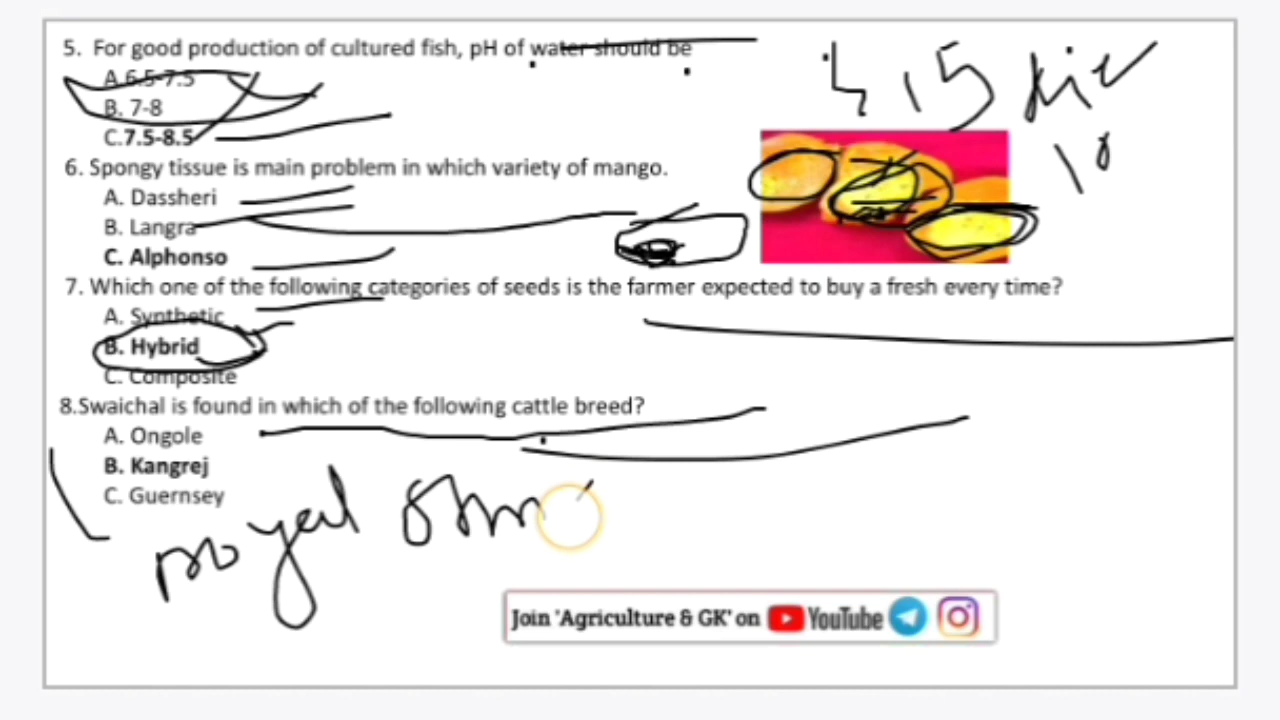 5. For good production of cultured fish, pH of water should be
A.6.5-7.5
B. 7-8
C.7.5-8.5
6. Spongy tissue is main problem in which variety of mango.
A. Dassheri
B. Langra
C. Alphonso
7. Which one of the following categories of seeds is the farmer expected to buy a fresh every time?
A. Synthetic
B. Hybrid
C. Composite
8.Swaichal is found in which of the following cattle breed?
A. Ongole
B. Kangrej
C. Guernsey
Join 'Agriculture & GK' on YouTube